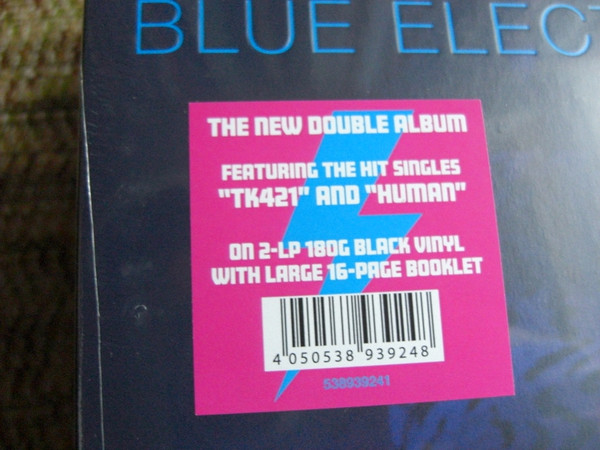 BLUE ELECT
THE NEW DOUBLE ALBUM
FEATURING THE HIT SINGLES
"TK421" AND "HUMAN"
ON 2-LP 180G BLACK VINYL
WITH LARGE 16-PAGE BOOKLET
4 050538 939248
538939241